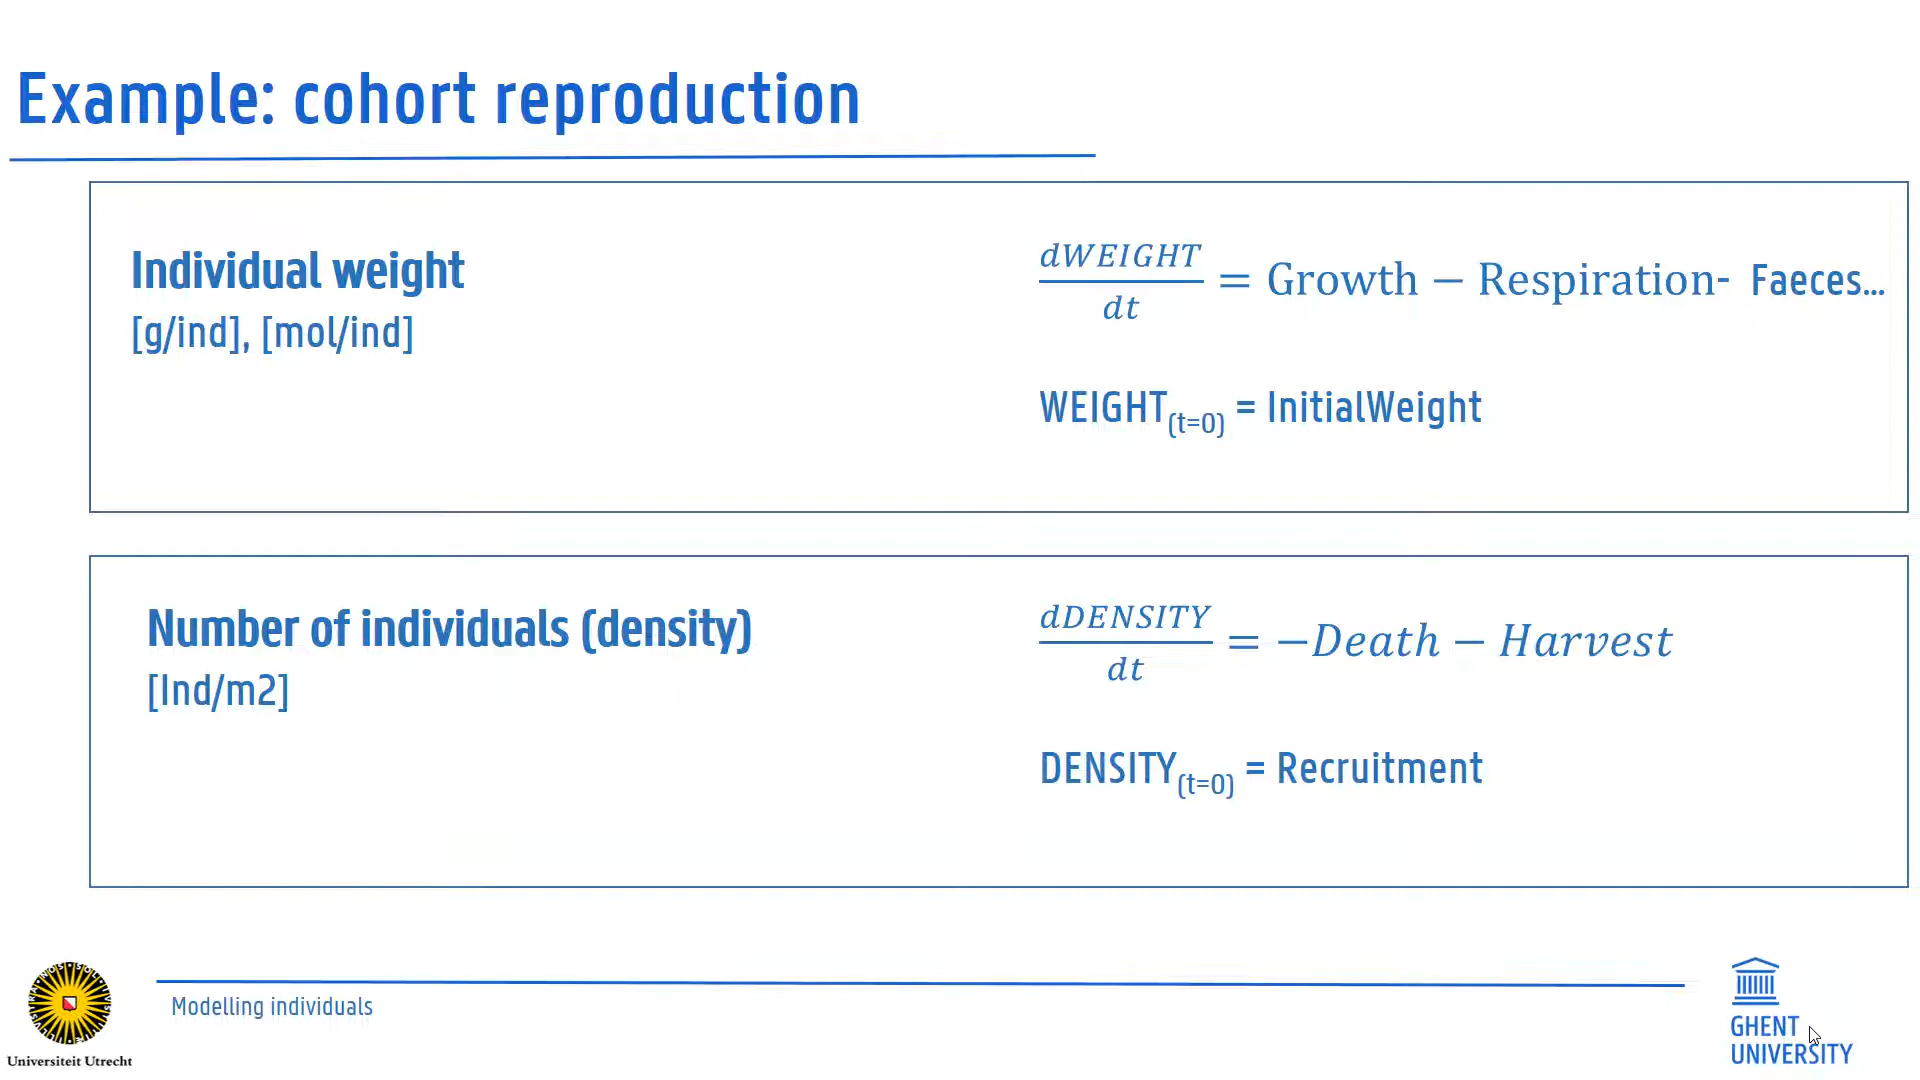 Example: cohort reproduction
Individual weight
[g/ind], [mol/ind]
dWEIGHT/dt = Growth − Respiration- Faeces...
WEIGHT(t=0) = InitialWeight
Number of individuals (density)
[Ind/m2]
dDENSITY/dt = −Death − Harvest
DENSITY(t=0) = Recruitment
Modelling individuals
Universiteit Utrecht
GHENT
UNIVERSITY